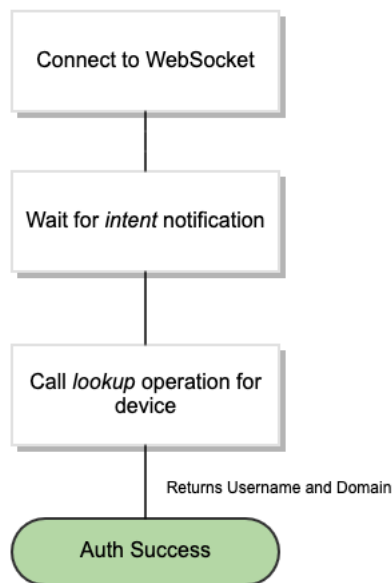 Connect to WebSocket
Wait for intent notification
Call lookup operation for
device
Returns Username and Domain
Auth Success